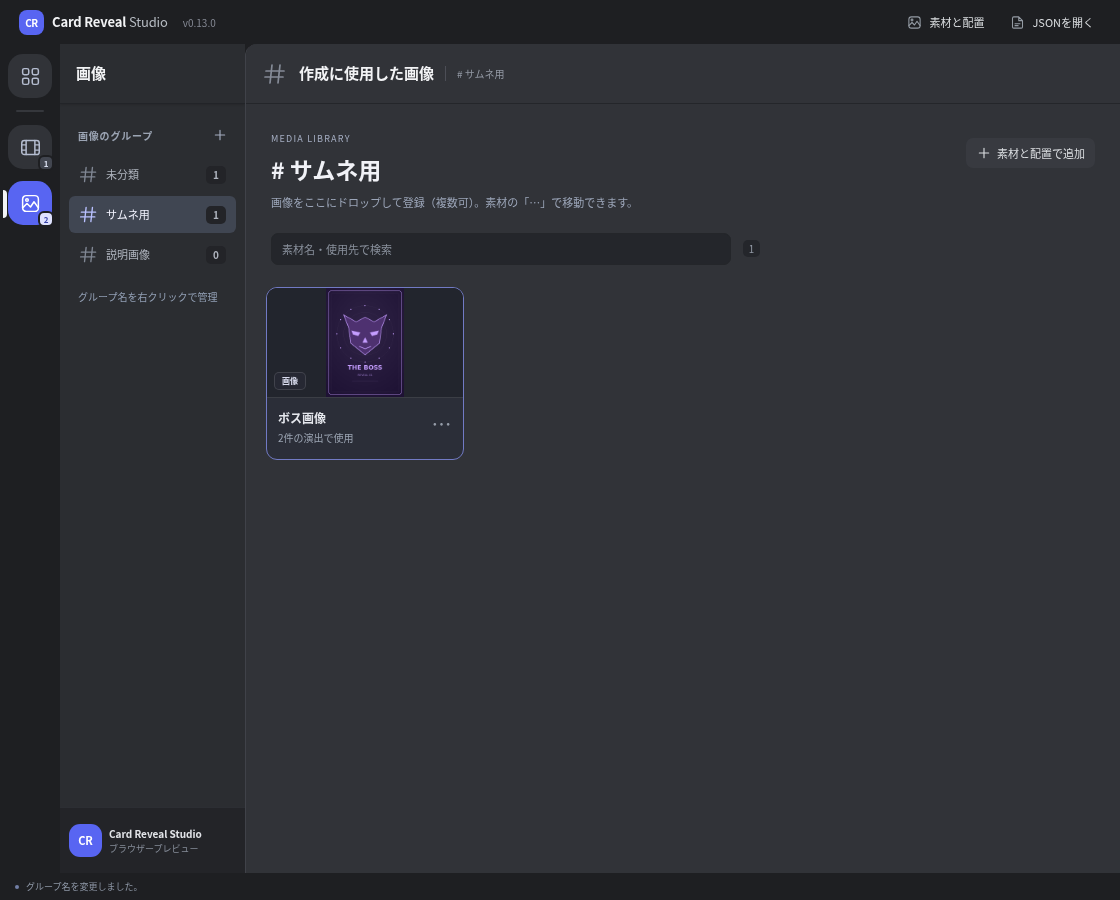 CR Card Reveal Studio v0.13.0
素材と配置
JSONを開く
画像
作成に使用した画像
# サムネ用
画像のグループ
未分類 1
サムネ用 1
説明画像 0
グループ名を右クリックで管理
1
2
MEDIA LIBRARY
# サムネ用
素材と配置で追加
画像をここにドロップして登録（複数可）。素材の「…」で移動できます。
素材名・使用先で検索
1
THE BOSS
画像
ボス画像
2件の演出で使用
CR
Card Reveal Studio
ブラウザープレビュー
グループ名を変更しました。